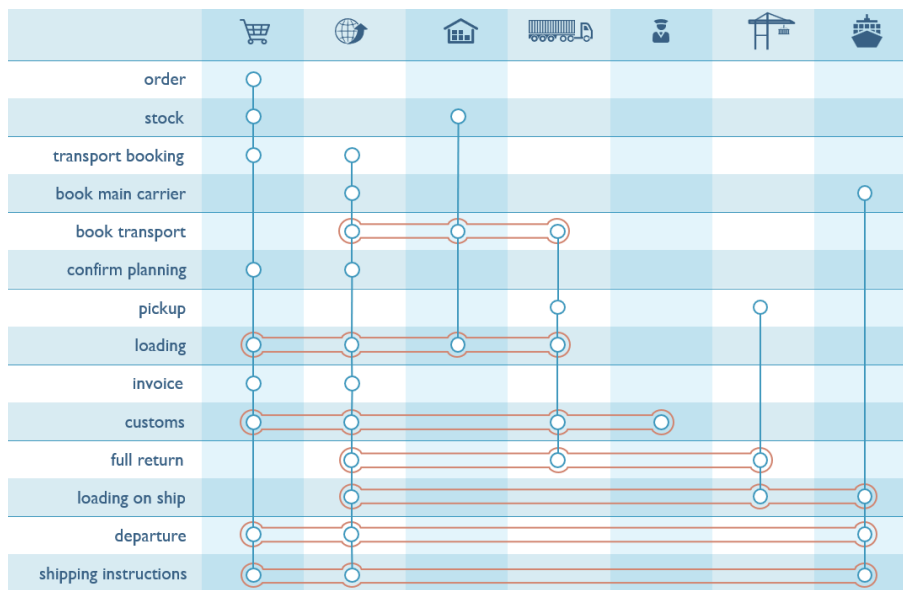 order
stock
transport booking
book main carrier
book transport
confirm planning
pickup
loading
invoice
customs
full return
loading on ship
departure
shipping instructions